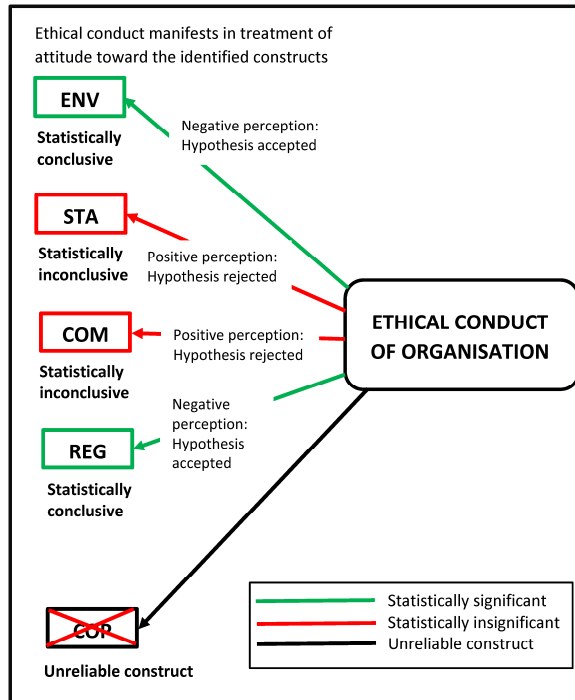 Ethical conduct manifests in treatment of
attitude toward the identified constructs
ENV
Statistically
conclusive
Negative perception:
Hypothesis accepted
STA
Statistically
inconclusive
Positive perception:
Hypothesis rejected
COM
Statistically
inconclusive
Positive perception:
Hypothesis rejected
ETHICAL CONDUCT
OF ORGANISATION
Negative
perception:
Hypothesis
accepted
REG
Statistically
conclusive
COP
Unreliable construct
Statistically significant
Statistically insignificant
Unreliable construct